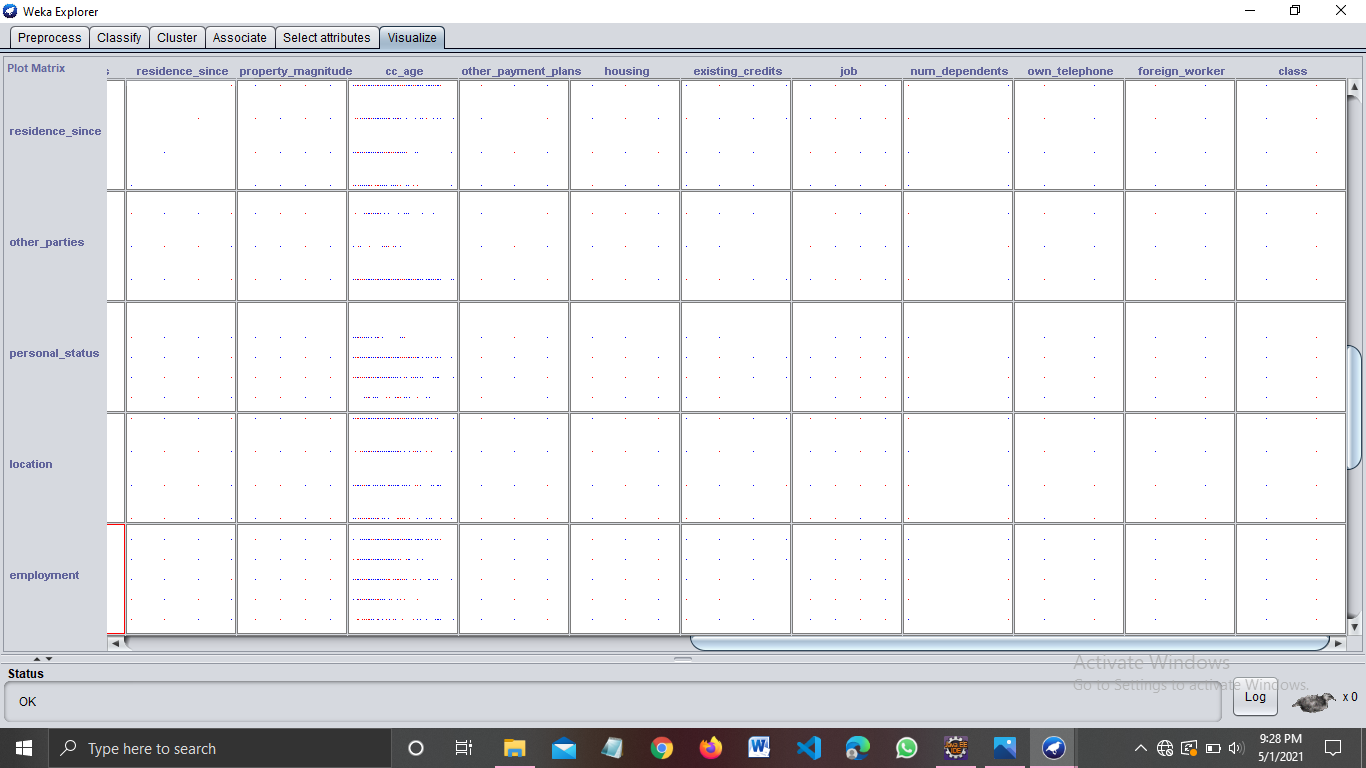 Weka Explorer
Preprocess Classify Cluster Associate Select attributes Visualize
Plot Matrix
s residence_since property_magnitude cc_age other_payment_plans housing existing_credits job num_dependents own_telephone foreign_worker class
residence_since
other_parties
personal_status
location
employment
Status
OK
Log
x 0
Activate Windows
Go to Settings to activate Windows.
Type here to search
9:28 PM
5/1/2021